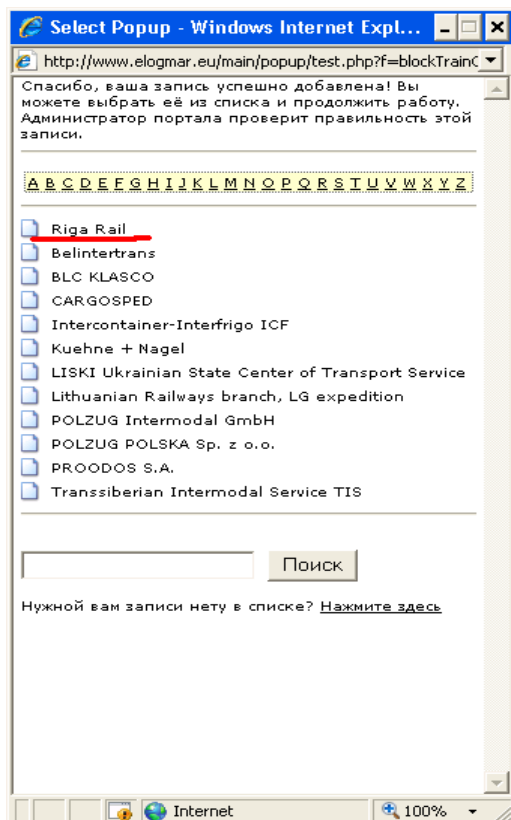 Select Popup - Windows Internet Expl...
http://www.elogmar.eu/main/popup/test.php?f=blockTrainC
Спасибо, ваша запись успешно добавлена! Вы
можете выбрать её из списка и продолжить работу.
Администратор портала проверит правильность этой
записи.
A B C D E F G H I J K L M N O P Q R S T U V W X Y Z
Riga Rail
Belintertrans
BLC KLASCO
CARGOSPED
Intercontainer-Interfrigo ICF
Kuehne + Nagel
LISKI Ukrainian State Center of Transport Service
Lithuanian Railways branch, LG expedition
POLZUG Intermodal GmbH
POLZUG POLSKA Sp. z o.o.
PROODOS S.A.
Transsiberian Intermodal Service TIS
Поиск
Нужной вам записи нету в списке? Нажмите здесь
Internet 100%